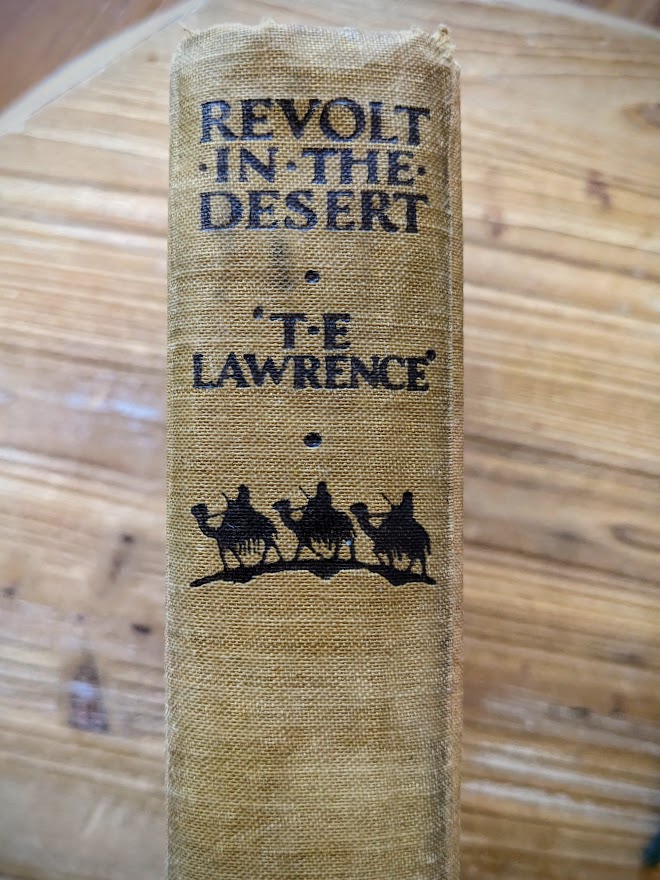 REVOLT
·IN·THE·
DESERT
'T·E
LAWRENCE'